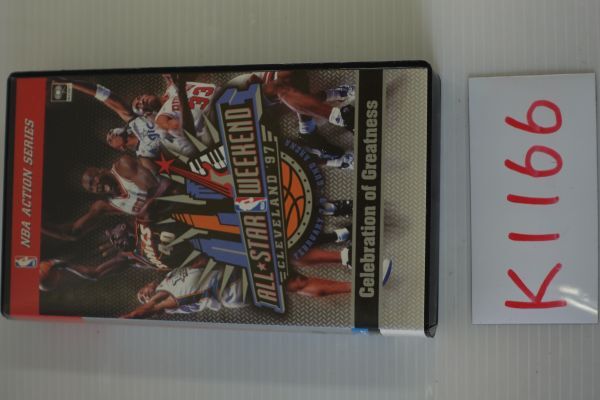 NBA ACTION SERIES
33
ALL★STAR WEEKEND
CLEVELAND '97
Celebration of Greatness
K1166